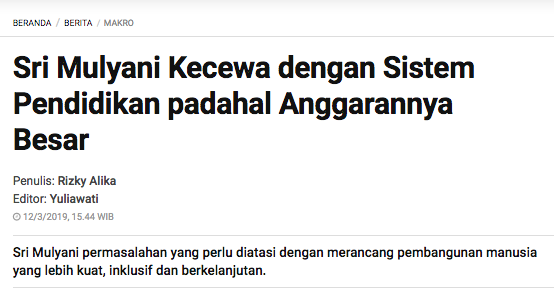 BERANDA / BERITA / MAKRO
Sri Mulyani Kecewa dengan Sistem
Pendidikan padahal Anggarannya
Besar
Penulis: Rizky Alika
Editor: Yuliawati
12/3/2019, 15.44 WIB
Sri Mulyani permasalahan yang perlu diatasi dengan merancang pembangunan manusia
yang lebih kuat, inklusif dan berkelanjutan.